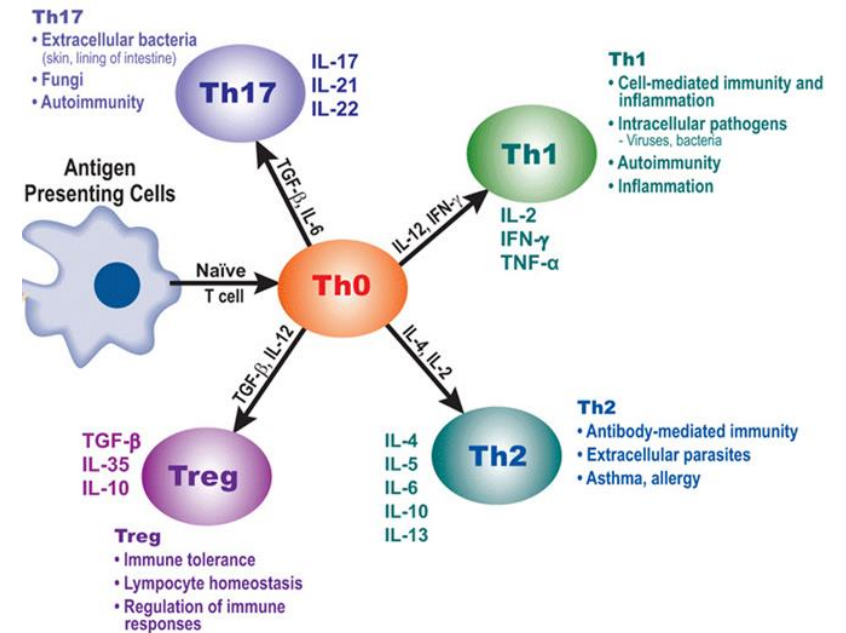 Th17
• Extracellular bacteria
(skin, lining of intestine)
• Fungi
• Autoimmunity
Th17
IL-17
IL-21
IL-22
Th1
• Cell-mediated immunity and
inflammation
• Intracellular pathogens
- Viruses, bacteria
• Autoimmunity
• Inflammation
Th1
IL-2
IFN-γ
TNF-α
Antigen
Presenting Cells
Naïve
T cell
Th0
TGF-β, IL-6
IL-12, IFN-γ
TGF-β, IL-12
IL-4, IL-2
TGF-β
IL-35
IL-10
Treg
Treg
• Immune tolerance
• Lympocyte homeostasis
• Regulation of immune
responses
IL-4
IL-5
IL-6
IL-10
IL-13
Th2
Th2
• Antibody-mediated immunity
• Extracellular parasites
• Asthma, allergy